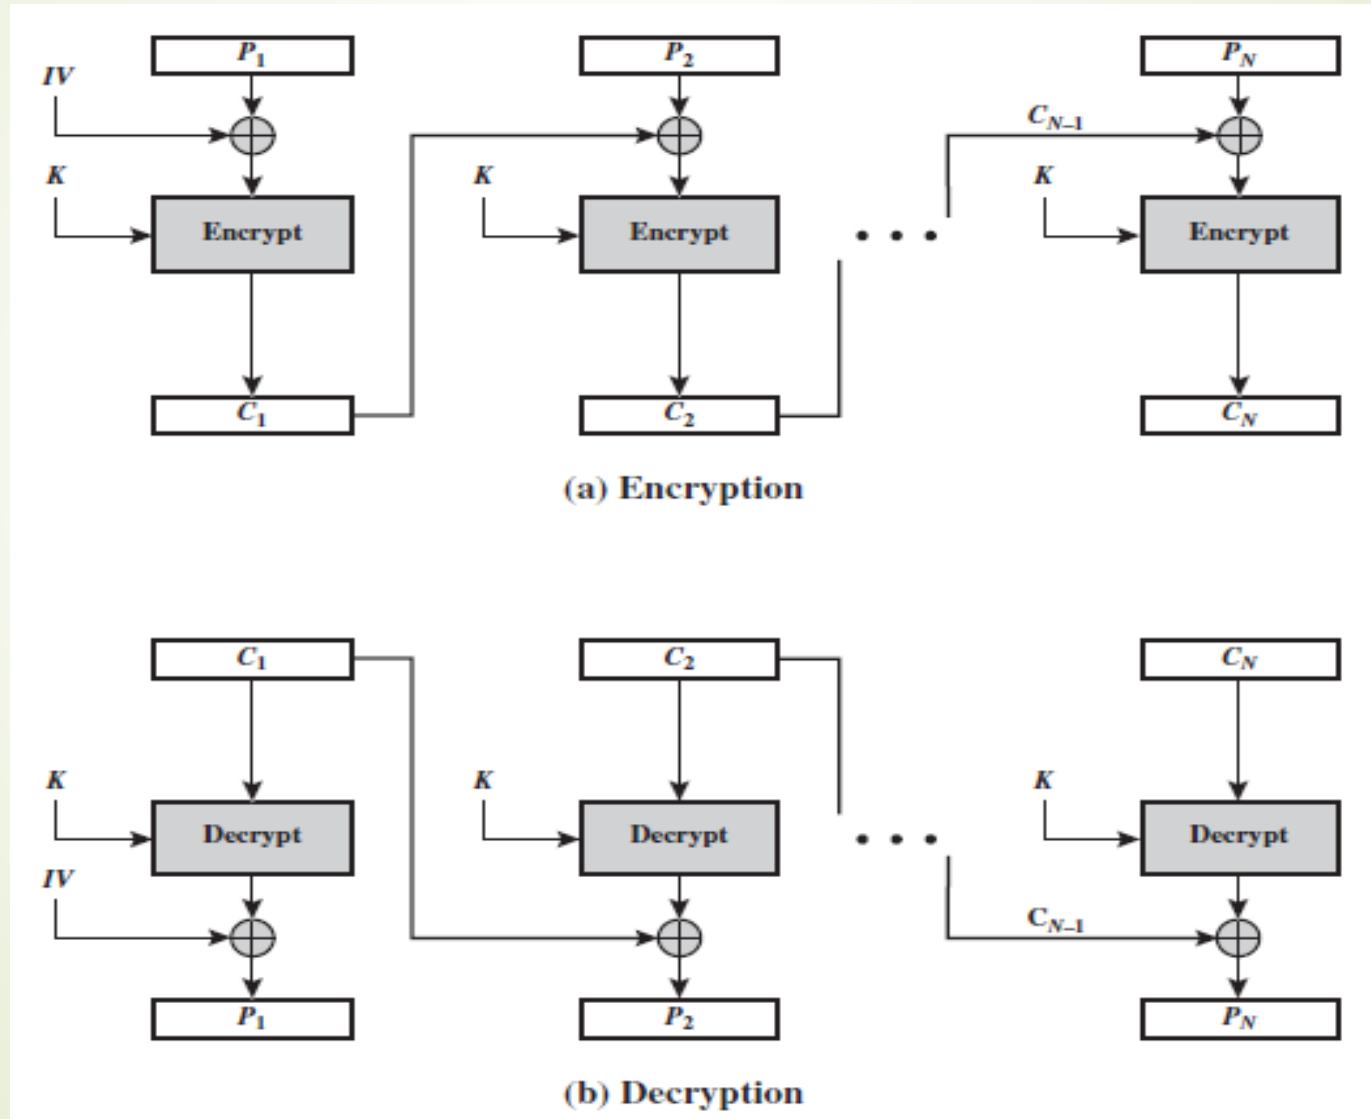 P1 P2 PN
IV
CN–1
K K K
Encrypt Encrypt Encrypt
C1 C2 CN
(a) Encryption
C1 C2 CN
K K K
Decrypt Decrypt Decrypt
IV
CN–1
P1 P2 PN
(b) Decryption